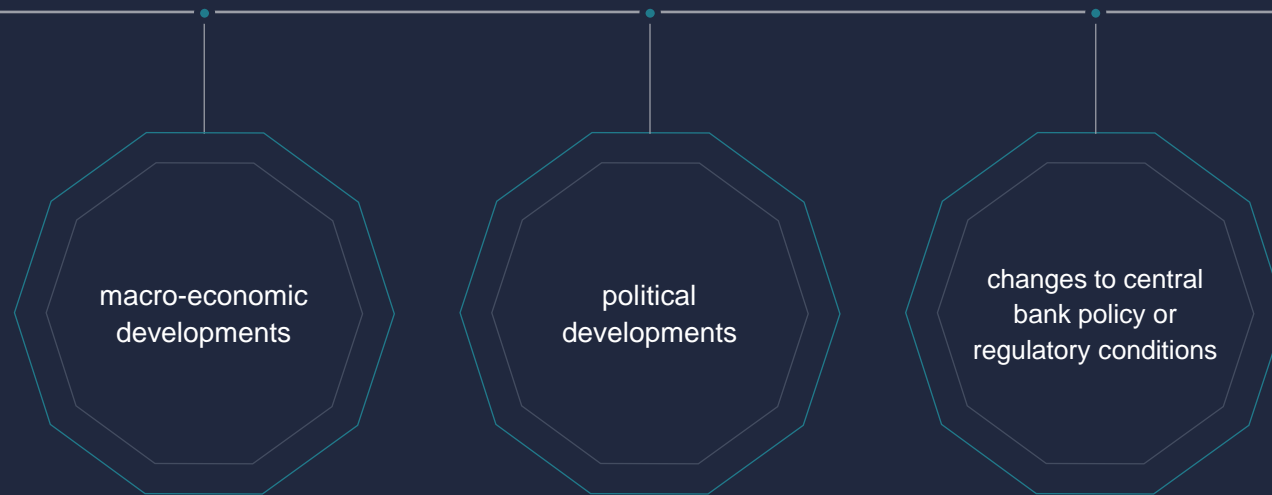 macro-economic
developments
political
developments
changes to central
bank policy or
regulatory conditions